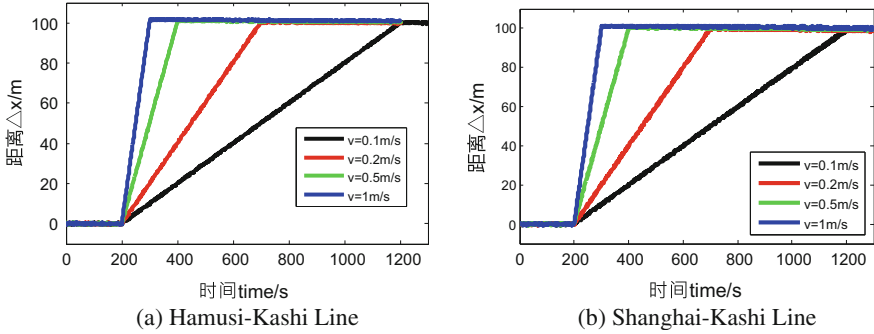 距离△x/m
100
80
60
40
20
0
v=0.1m/s
v=0.2m/s
v=0.5m/s
v=1m/s
0 200 400 600 800 1000 1200
时间time/s
(a) Hamusi-Kashi Line
距离△x/m
100
80
60
40
20
0
v=0.1m/s
v=0.2m/s
v=0.5m/s
v=1m/s
0 200 400 600 800 1000 1200
时间time/s
(b) Shanghai-Kashi Line